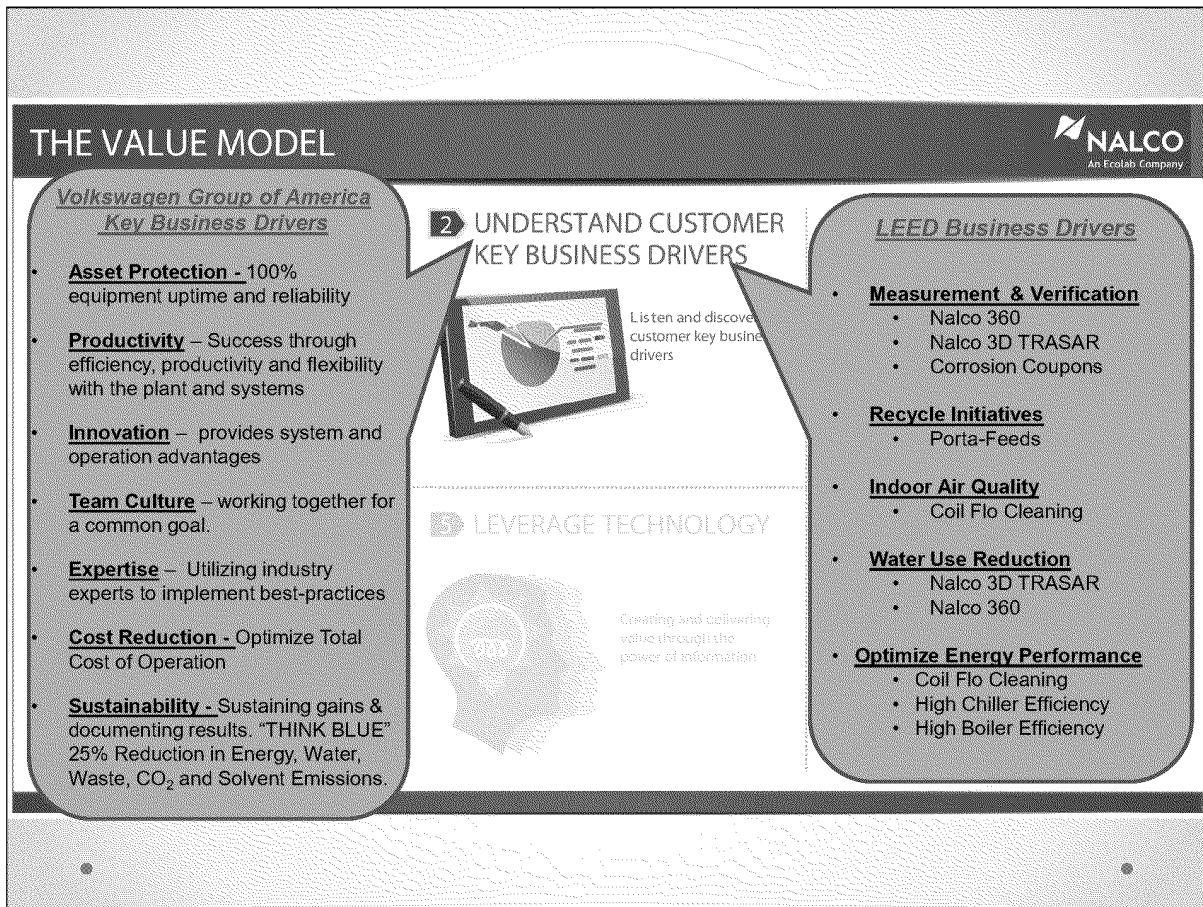 THE VALUE MODEL
NALCO
An Ecolab Company
Volkswagen Group of America
Key Business Drivers
• Asset Protection - 100%
equipment uptime and reliability
• Productivity – Success through
efficiency, productivity and flexibility
with the plant and systems
• Innovation – provides system and
operation advantages
• Team Culture – working together for
a common goal.
• Expertise – Utilizing industry
experts to implement best-practices
• Cost Reduction - Optimize Total
Cost of Operation
• Sustainability - Sustaining gains &
documenting results. "THINK BLUE"
25% Reduction in Energy, Water,
Waste, CO₂ and Solvent Emissions.
2 UNDERSTAND CUSTOMER
KEY BUSINESS DRIVERS
Listen and discove
customer key busine
drivers
5 LEVERAGE TECHNOLOGY
Creating and delivering
value through the
power of information
LEED Business Drivers
• Measurement & Verification
• Nalco 360
• Nalco 3D TRASAR
• Corrosion Coupons
• Recycle Initiatives
• Porta-Feeds
• Indoor Air Quality
• Coil Flo Cleaning
• Water Use Reduction
• Nalco 3D TRASAR
• Nalco 360
• Optimize Energy Performance
• Coil Flo Cleaning
• High Chiller Efficiency
• High Boiler Efficiency